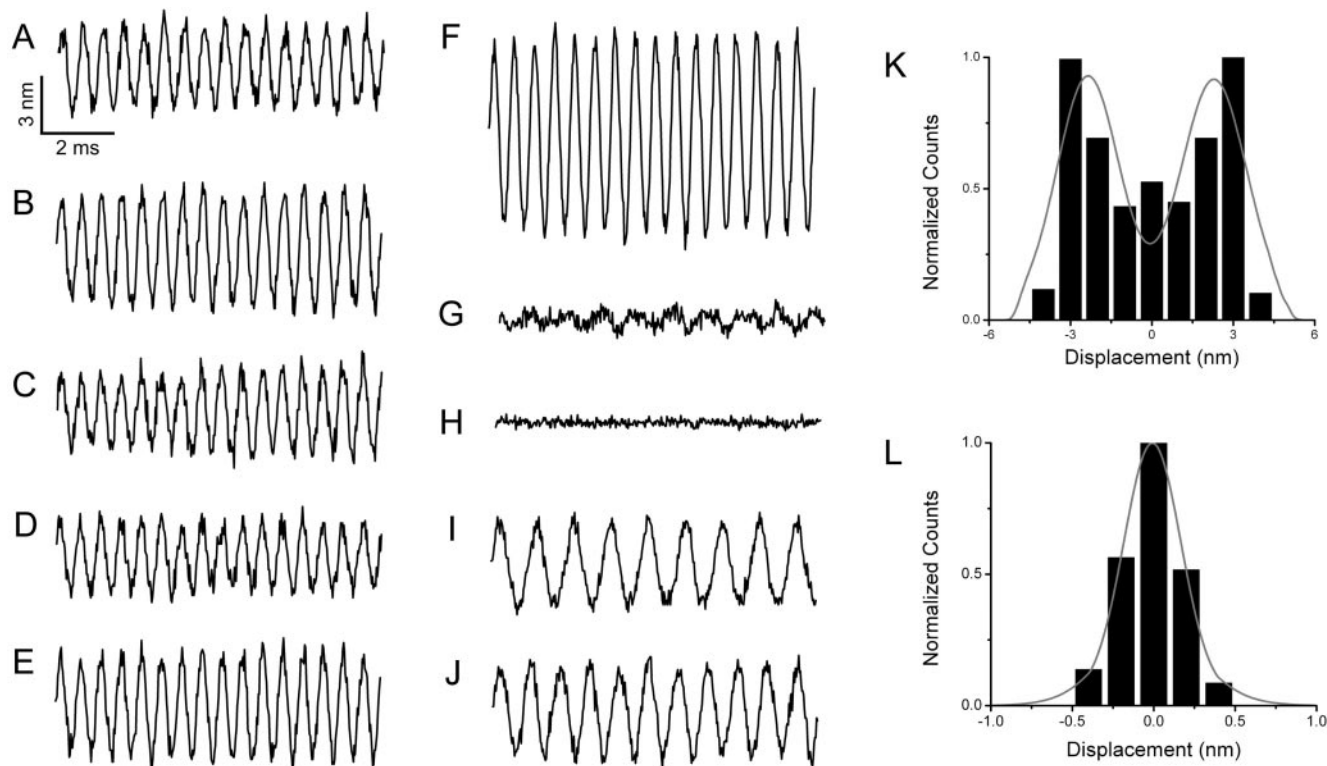 A
3 nm
2 ms
B
C
D
E
F
G
H
I
J
K
Normalized Counts
1.0
0.5
0.0
-6
-3
0
3
6
Displacement (nm)
L
Normalized Counts
1.0
0.5
0.0
-1.0
-0.5
0.0
0.5
1.0
Displacement (nm)